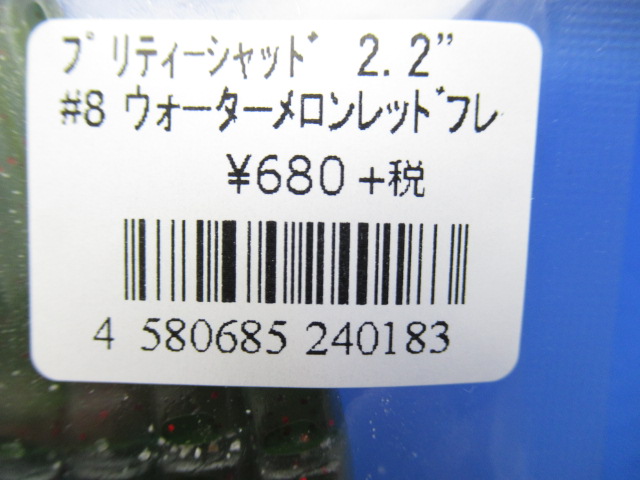 プリティーシャッド 2.2”
#8 ウォーターメロンレッドフレ
¥680+税
4 580685 240183